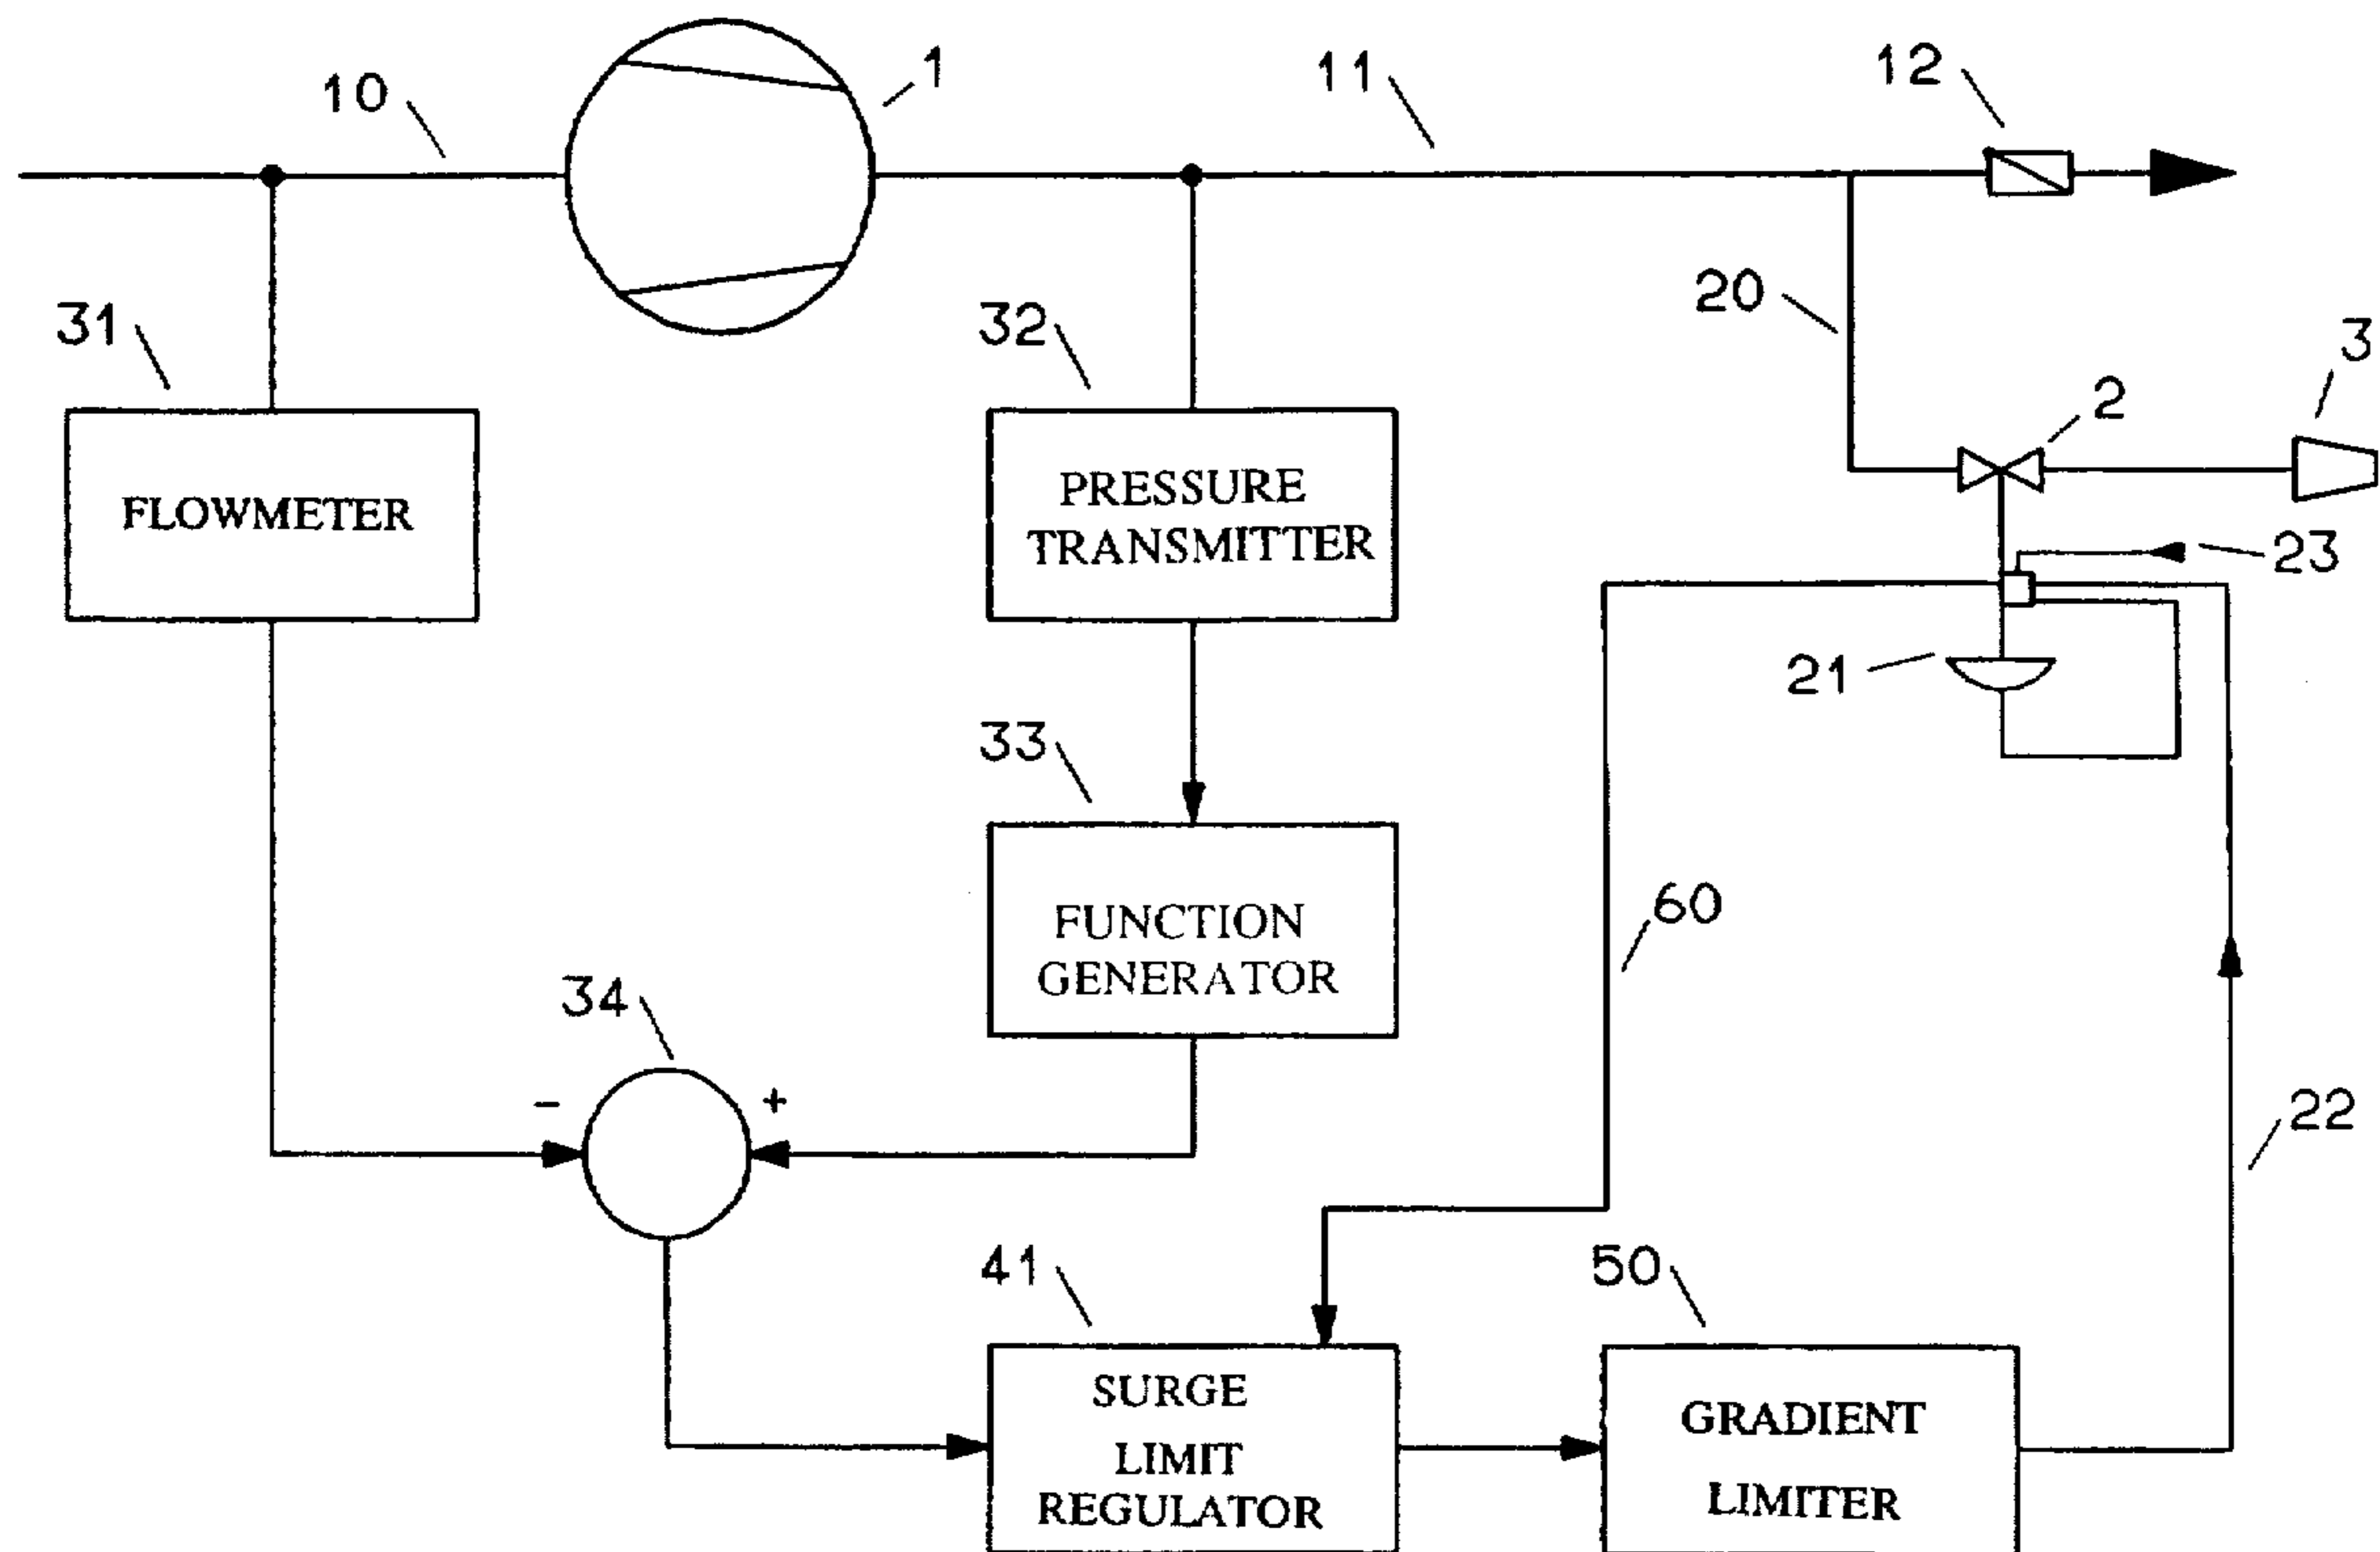 10
1
11
12
31
32
20
3
2
FLOWMETER
PRESSURE
TRANSMITTER
23
21
33
FUNCTION
GENERATOR
60
34
-
+
22
41
50
SURGE
LIMIT
REGULATOR
GRADIENT
LIMITER